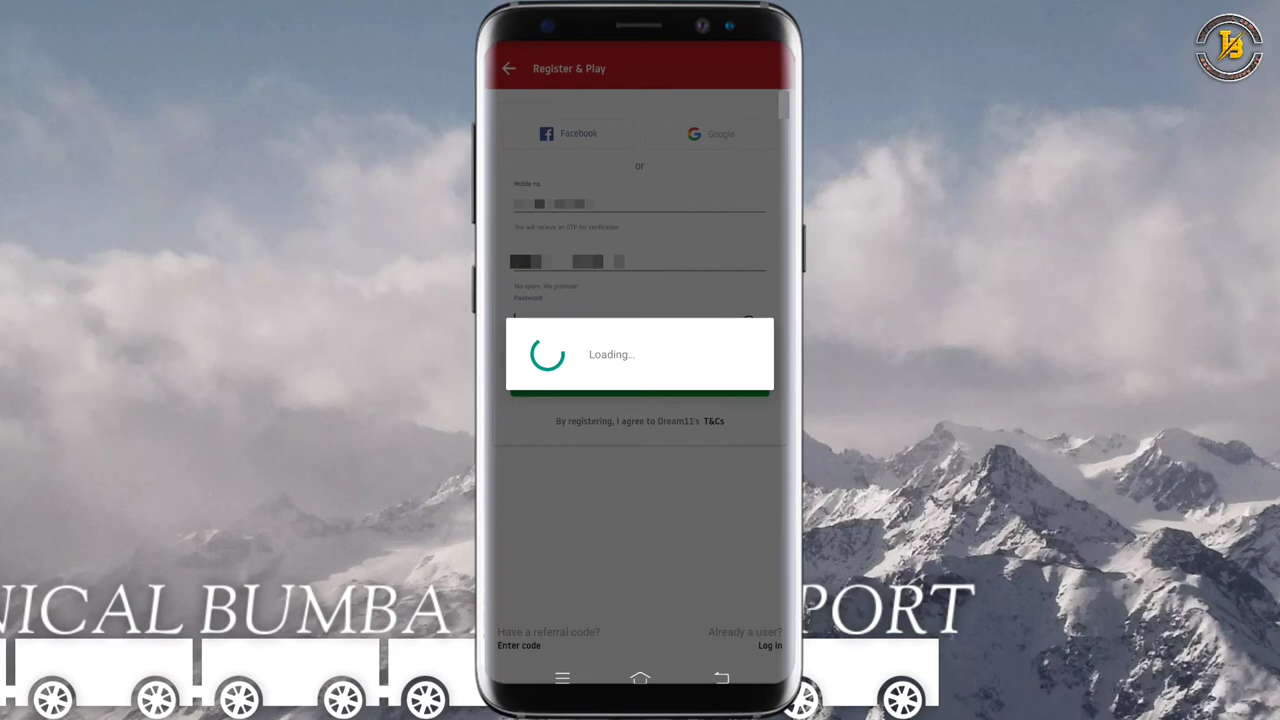 Register & Play
Facebook
Google
or
Mobile no.
You will receive an OTP for verification
No spam. We promise!
Password
Loading...
By registering, I agree to Dream11's T&Cs
Have a referral code?
Enter code
Already a user?
Log In
NICAL BUMBA PORT
TB